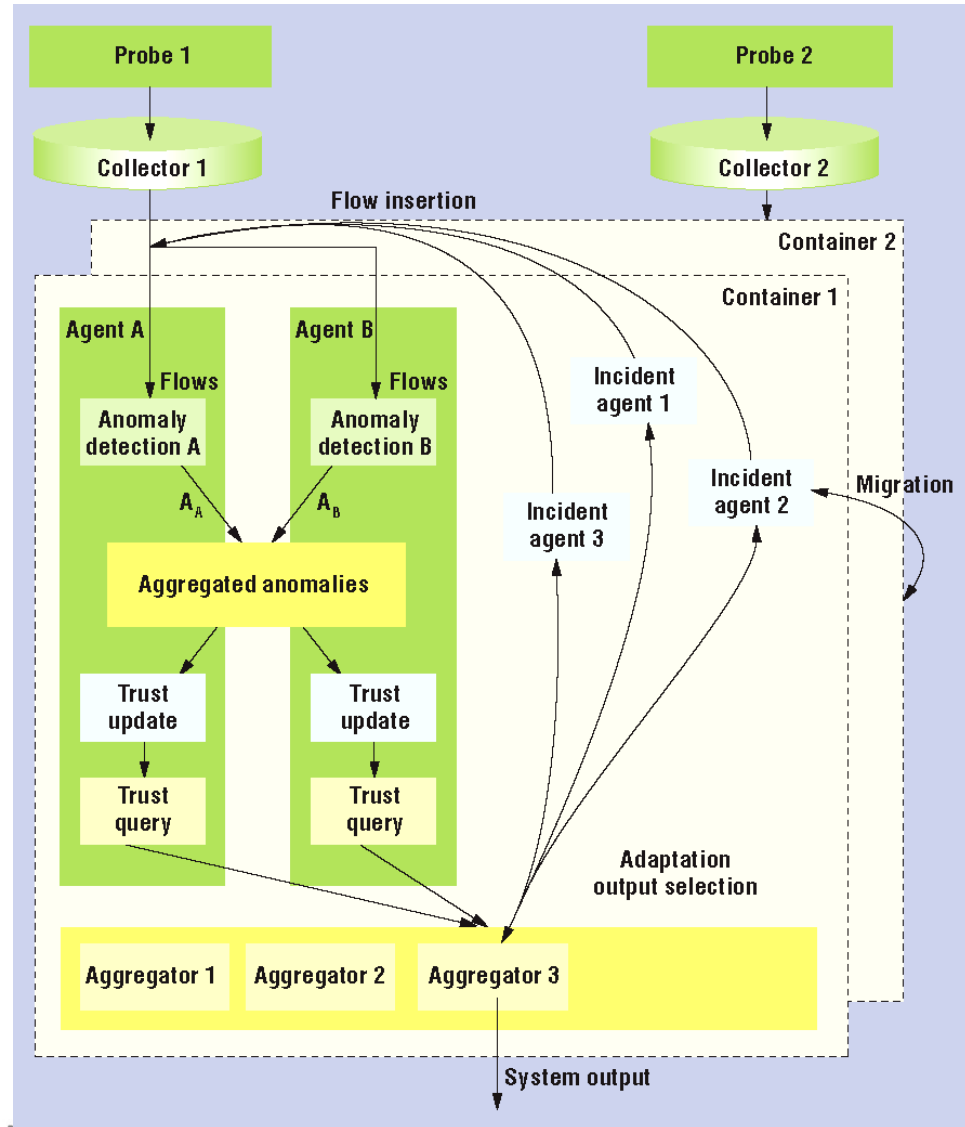 Probe 1
Probe 2
Collector 1
Collector 2
Flow insertion
Container 2
Container 1
Agent A
Agent B
Flows
Flows
Anomaly
detection A
Anomaly
detection B
Incident
agent 1
Incident
agent 2
Incident
agent 3
Migration
A_A
A_B
Aggregated anomalies
Trust
update
Trust
update
Trust
query
Trust
query
Adaptation
output selection
Aggregator 1
Aggregator 2
Aggregator 3
System output